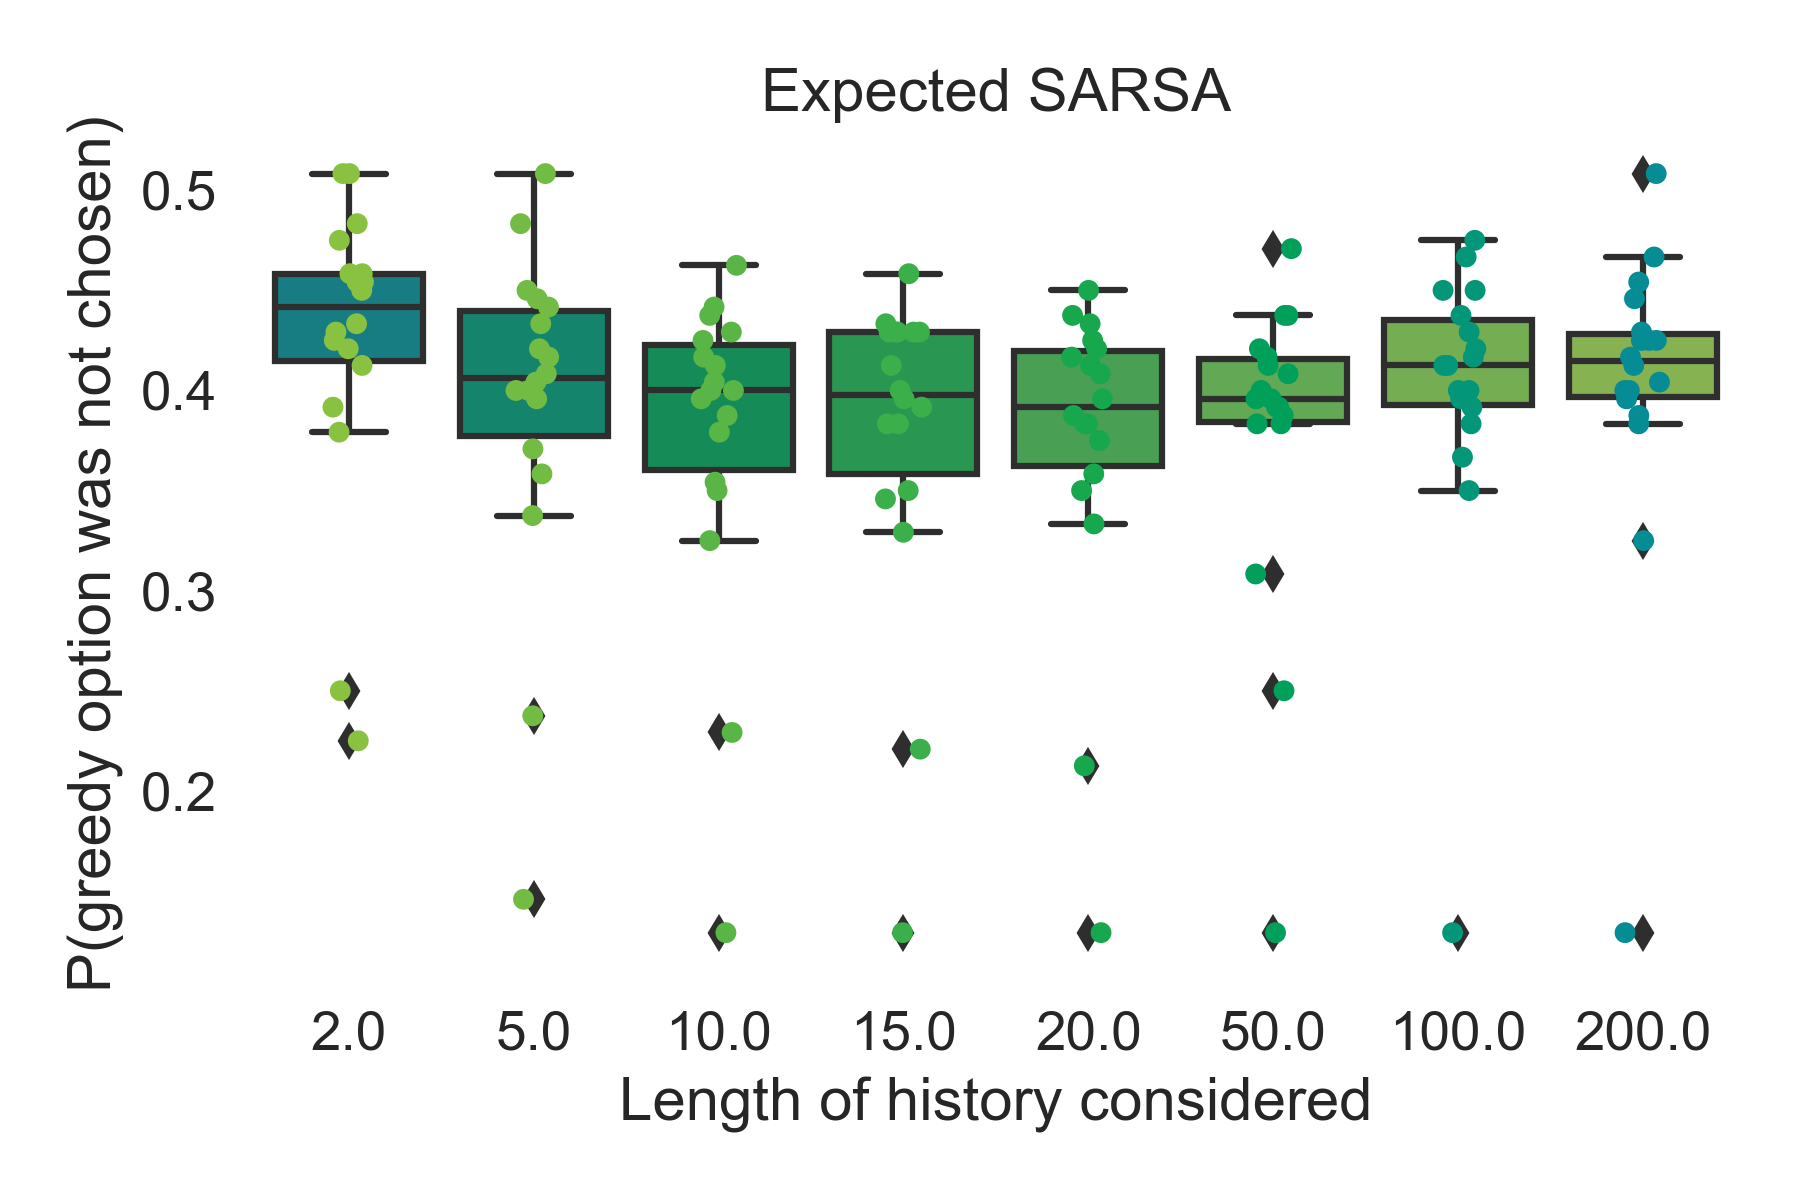 Expected SARSA
P(greedy option was not chosen)
0.5
0.4
0.3
0.2
2.0 5.0 10.0 15.0 20.0 50.0 100.0 200.0
Length of history considered